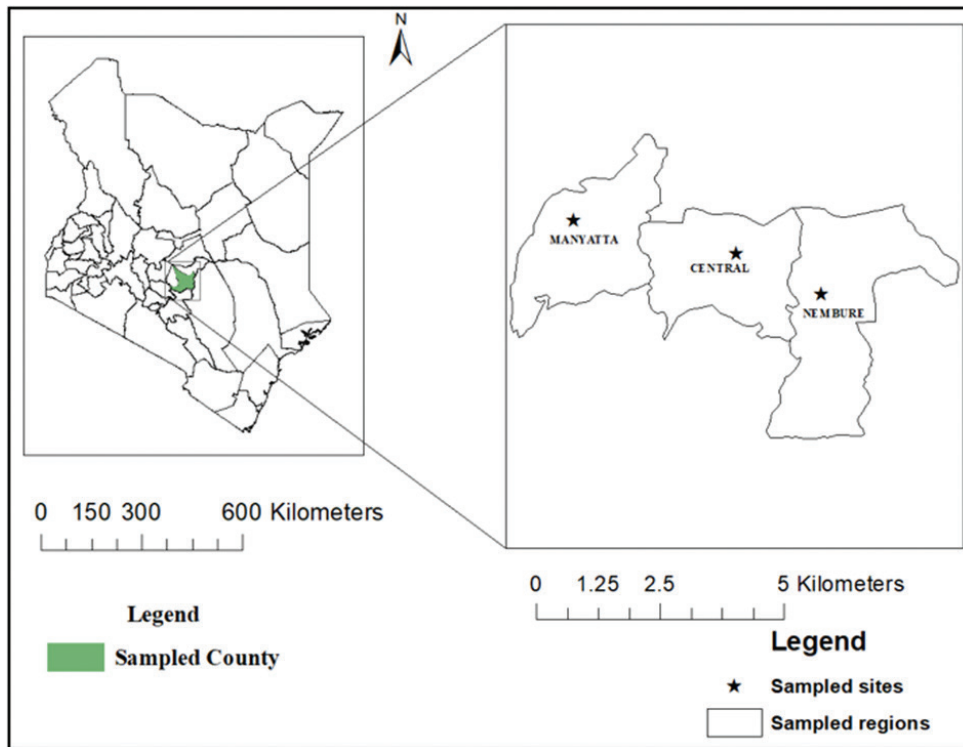 N
MANYATTA
CENTRAL
NEMBURE
0 150 300 600 Kilometers
0 1.25 2.5 5 Kilometers
Legend
Sampled County
Legend
Sampled sites
Sampled regions